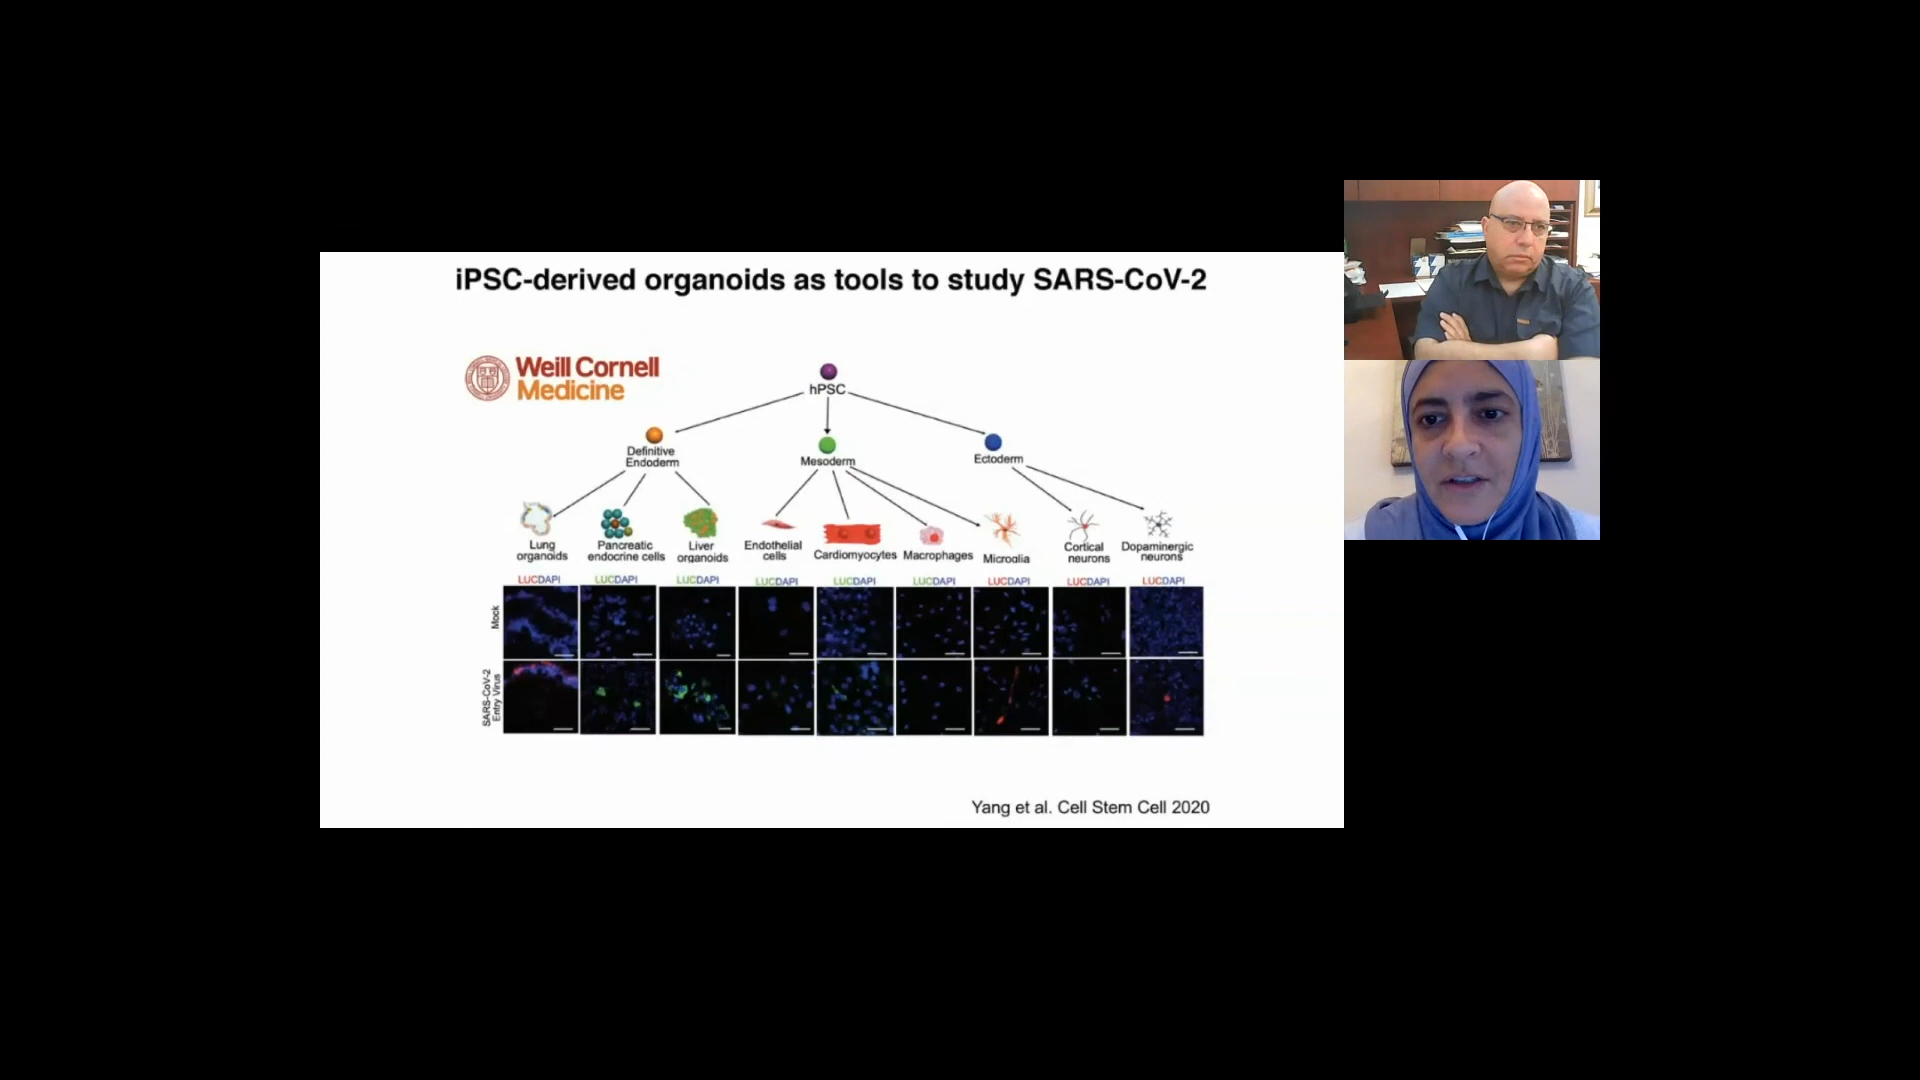 iPSC-derived organoids as tools to study SARS-CoV-2
Weill Cornell
Medicine
hPSC
Definitive
Endoderm
Mesoderm
Ectoderm
Lung
organoids
Pancreatic
endocrine cells
Liver
organoids
Endothelial
cells
Cardiomyocytes
Macrophages
Microglia
Cortical
neurons
Dopaminergic
neurons
LUCDAPI
LUCDAPI
LUCDAPI
LUCDAPI
LUCDAPI
LUCDAPI
LUCDAPI
LUCDAPI
LUCDAPI
Mock
SARS-CoV-2
Entry Virus
Yang et al. Cell Stem Cell 2020